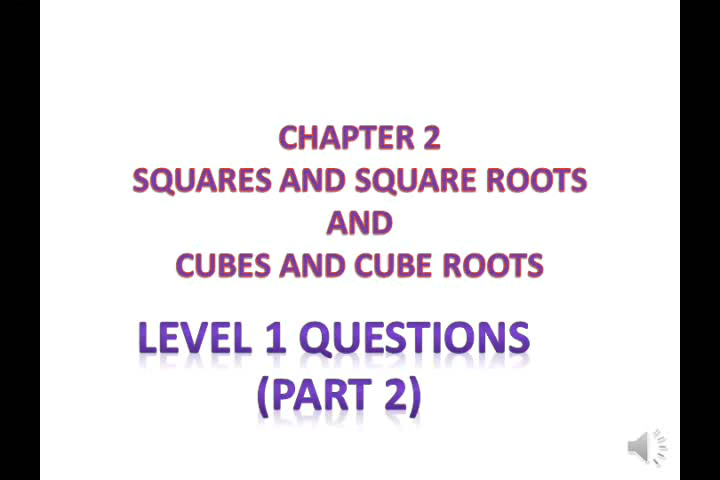 CHAPTER 2
SQUARES AND SQUARE ROOTS
AND
CUBES AND CUBE ROOTS
LEVEL 1 QUESTIONS
(PART 2)